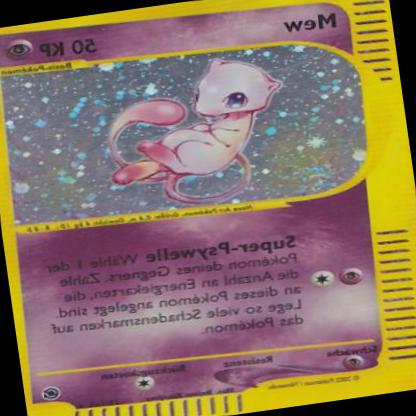 Mew
50 KP
Basis-Pokémon
Super-Psywelle Wähle 1
Pokémon deines Gegners. Zähle
die Anzahl an Energiekarten, die
an dieses Pokémon angelegt sind.
Lege so viele Schadensmarken auf
das Pokémon.
Schwäche
Resistenz
Rückzugskosten